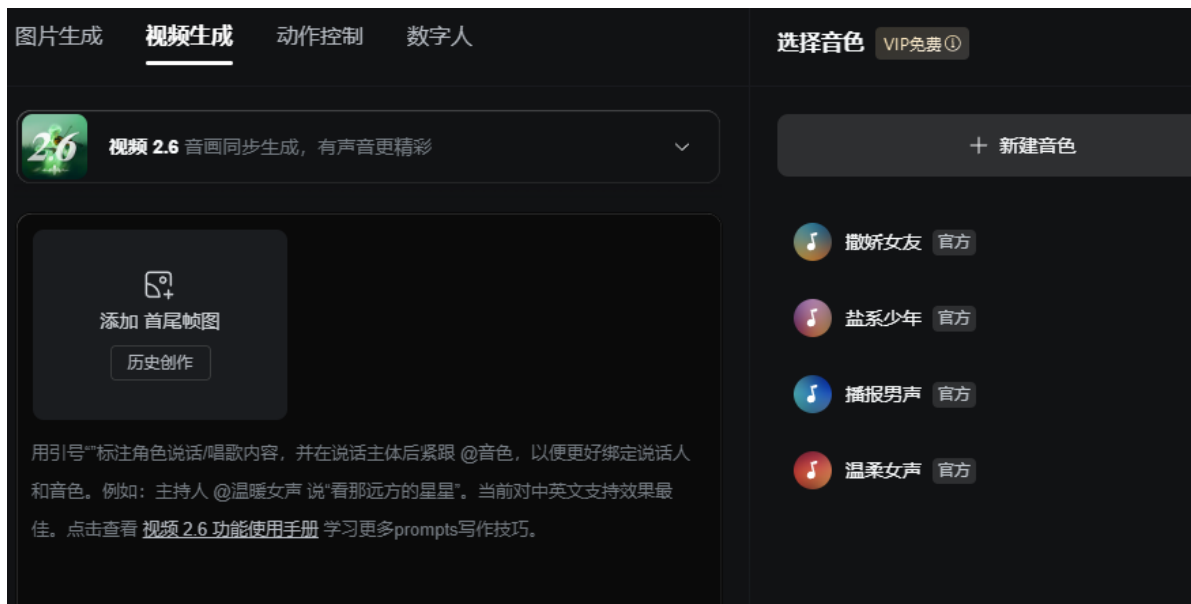 图片生成 视频生成 动作控制 数字人
选择音色 VIP免费
2.6 视频 2.6 音画同步生成，有声音更精彩
+ 新建音色
撒娇女友 官方
盐系少年 官方
播报男声 官方
温柔女声 官方
添加 首尾帧图
历史创作
用引号“”标注角色说话/唱歌内容，并在说话主体后紧跟 @音色，以便更好绑定说话人
和音色。例如：主持人 @温暖女声 说“看那远方的星星”。当前对中英文支持效果最
佳。点击查看 视频 2.6 功能使用手册 学习更多prompts写作技巧。